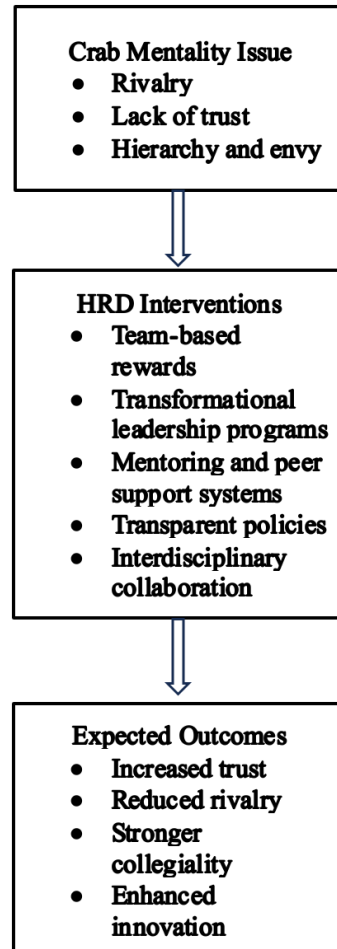 Crab Mentality Issue
● Rivalry
● Lack of trust
● Hierarchy and envy
HRD Interventions
● Team-based
rewards
● Transformational
leadership programs
● Mentoring and peer
support systems
● Transparent policies
● Interdisciplinary
collaboration
Expected Outcomes
● Increased trust
● Reduced rivalry
● Stronger
collegiality
● Enhanced
innovation